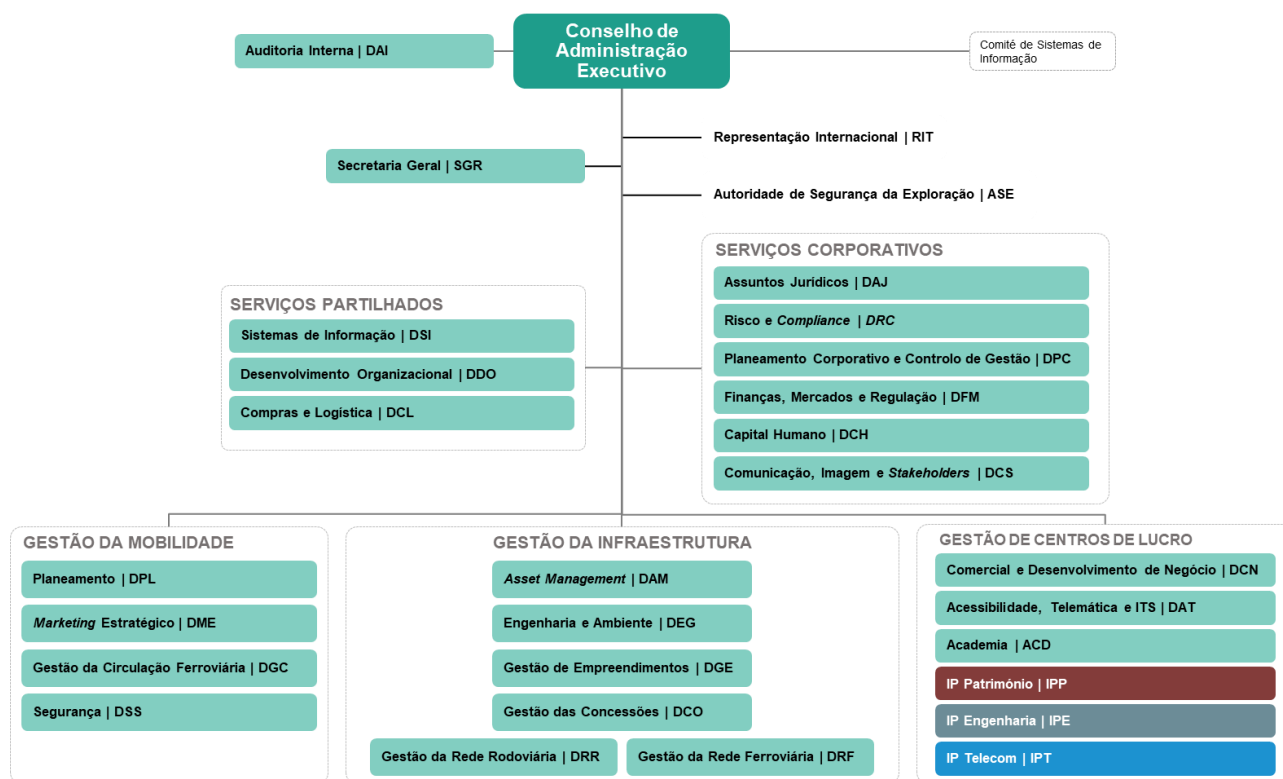 Conselho de
Administração
Executivo
Auditoria Interna | DAI
Comité de Sistemas de
Informação
Representação Internacional | RIT
Secretaria Geral | SGR
Autoridade de Segurança da Exploração | ASE
SERVIÇOS CORPORATIVOS
Assuntos Jurídicos | DAJ
Risco e Compliance | DRC
Planeamento Corporativo e Controlo de Gestão | DPC
Finanças, Mercados e Regulação | DFM
Capital Humano | DCH
Comunicação, Imagem e Stakeholders | DCS
SERVIÇOS PARTILHADOS
Sistemas de Informação | DSI
Desenvolvimento Organizacional | DDO
Compras e Logística | DCL
GESTÃO DA MOBILIDADE
Planeamento | DPL
Marketing Estratégico | DME
Gestão da Circulação Ferroviária | DGC
Segurança | DSS
GESTÃO DA INFRAESTRUTURA
Asset Management | DAM
Engenharia e Ambiente | DEG
Gestão de Empreendimentos | DGE
Gestão das Concessões | DCO
Gestão da Rede Rodoviária | DRR
Gestão da Rede Ferroviária | DRF
GESTÃO DE CENTROS DE LUCRO
Comercial e Desenvolvimento de Negócio | DCN
Acessibilidade, Telemática e ITS | DAT
Academia | ACD
IP Património | IPP
IP Engenharia | IPE
IP Telecom | IPT